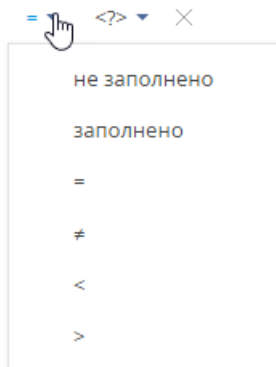 = <?>
не заполнено
заполнено
=
≠
<
>